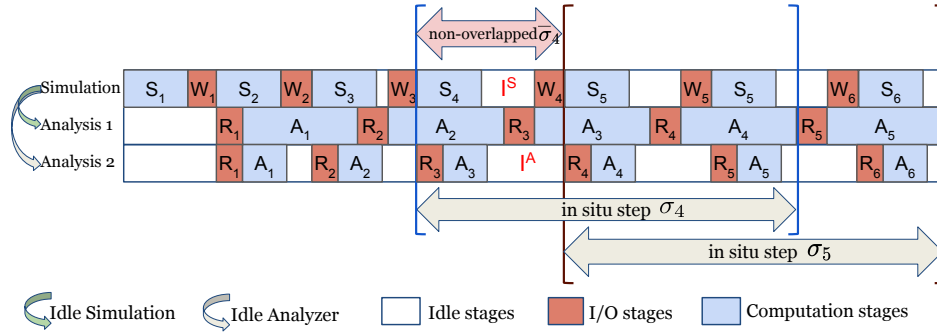 non-overlapped σ̅₄
Simulation S₁ W₁ S₂ W₂ S₃ W₃ S₄ Iˢ W₄ S₅ W₅ S₅ W₆ S₆
Analysis 1 R₁ A₁ R₂ A₂ R₃ A₃ R₄ A₄ R₅ A₅
Analysis 2 R₁ A₁ R₂ A₂ R₃ A₃ Iᴬ R₄ A₄ R₅ A₅ R₆ A₆
in situ step σ₄
in situ step σ₅
Idle Simulation Idle Analyzer Idle stages I/O stages Computation stages